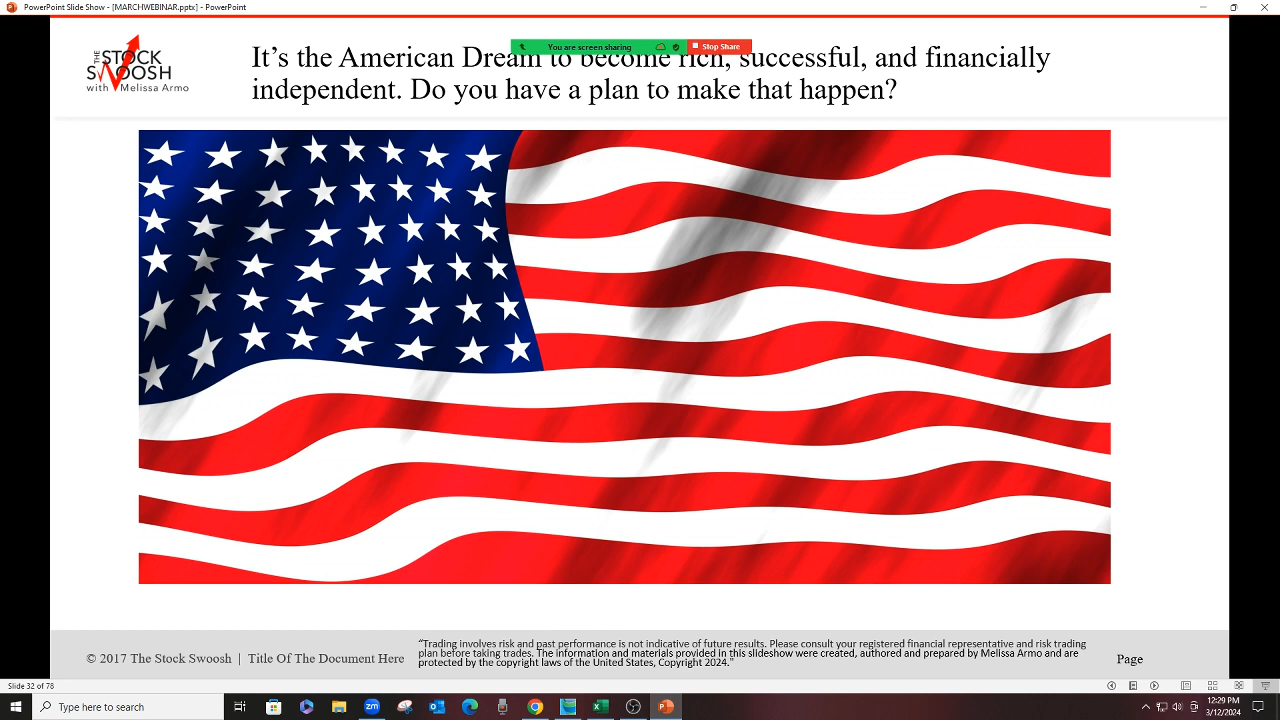 PowerPoint Slide Show - [MARCHWEBINAR.pptx] - PowerPoint
You are screen sharing
Stop Share
THE
STOCK
SWOOSH
with Melissa Armo
It's the American Dream to become rich, successful, and financially
independent. Do you have a plan to make that happen?
© 2017 The Stock Swoosh | Title Of The Document Here
"Trading involves risk and past performance is not indicative of future results. Please consult your registered financial representative and risk trading
plan before taking trades. The information and materials provided in this slideshow were created, authored and prepared by Melissa Armo and are
protected by the copyright laws of the United States, Copyright 2024."
Page
Slide 32 of 78
Type here to search
zm
12:29 PM
3/12/2024